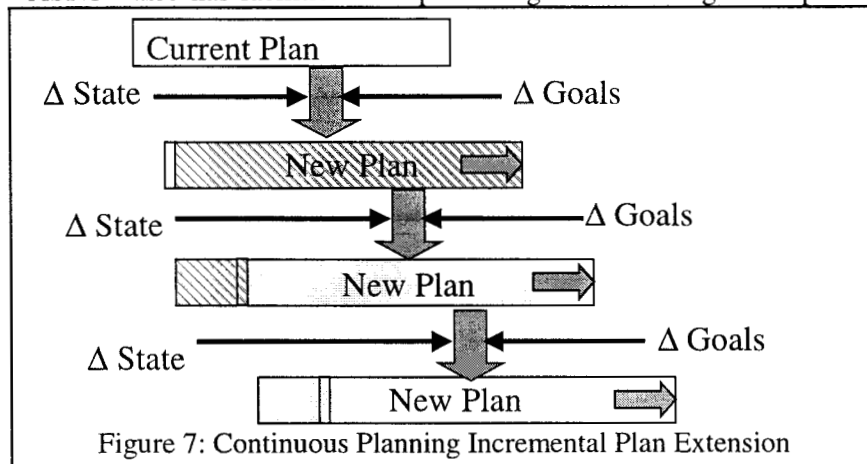 Current Plan
Δ State Δ Goals
New Plan
Δ State Δ Goals
New Plan
Δ State Δ Goals
New Plan
Figure 7: Continuous Planning Incremental Plan Extension